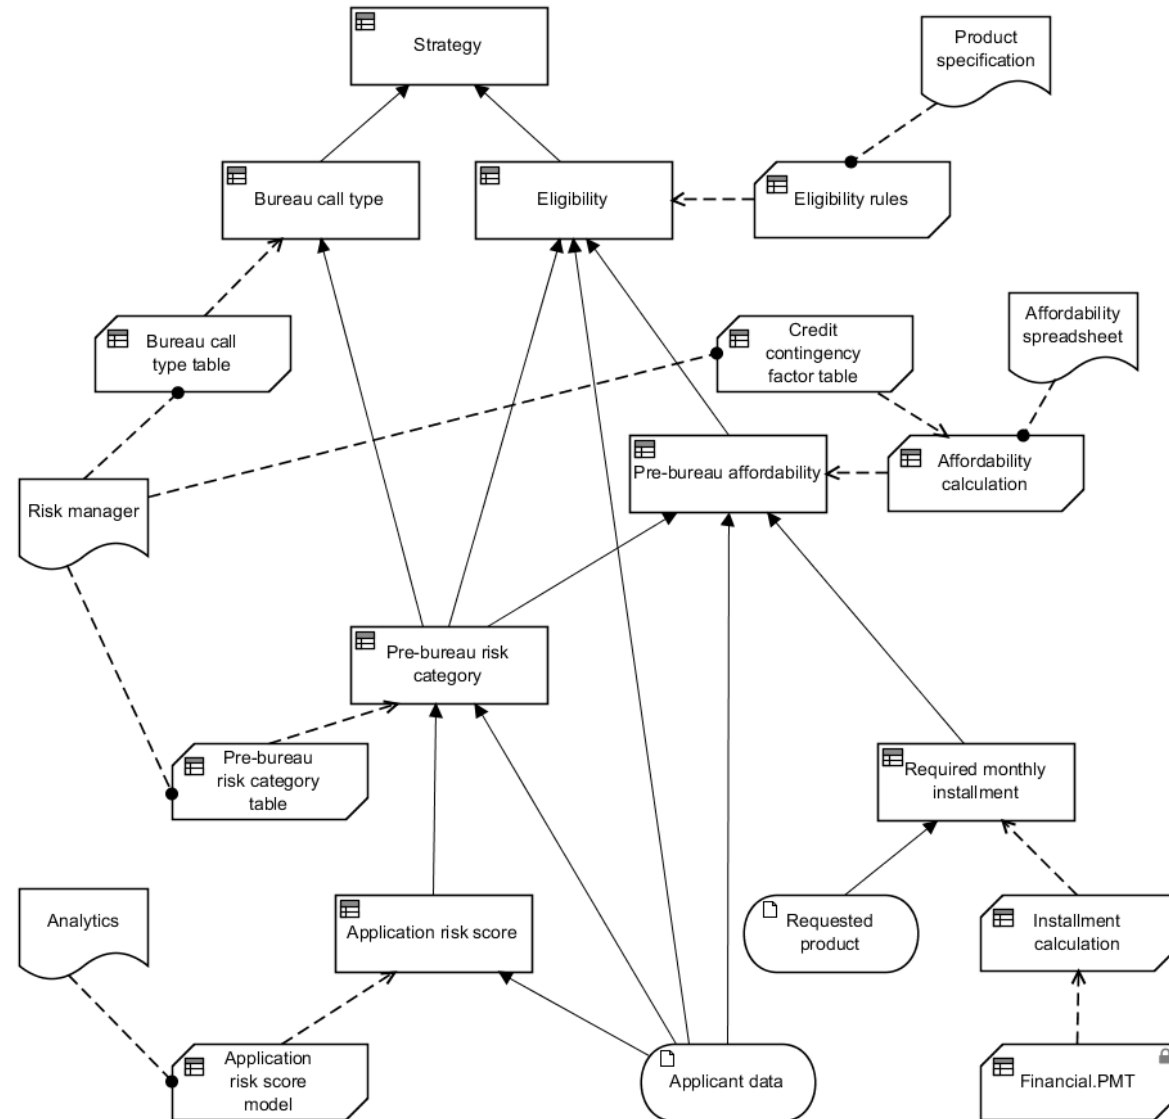 Strategy
Product
specification
Bureau call type
Eligibility
Eligibility rules
Bureau call
type table
Credit
contingency
factor table
Affordability
spreadsheet
Pre-bureau affordability
Affordability
calculation
Risk manager
Pre-bureau risk
category
Pre-bureau
risk category
table
Required monthly
installment
Analytics
Application risk score
Requested
product
Installment
calculation
Application
risk score
model
Applicant data
Financial.PMT